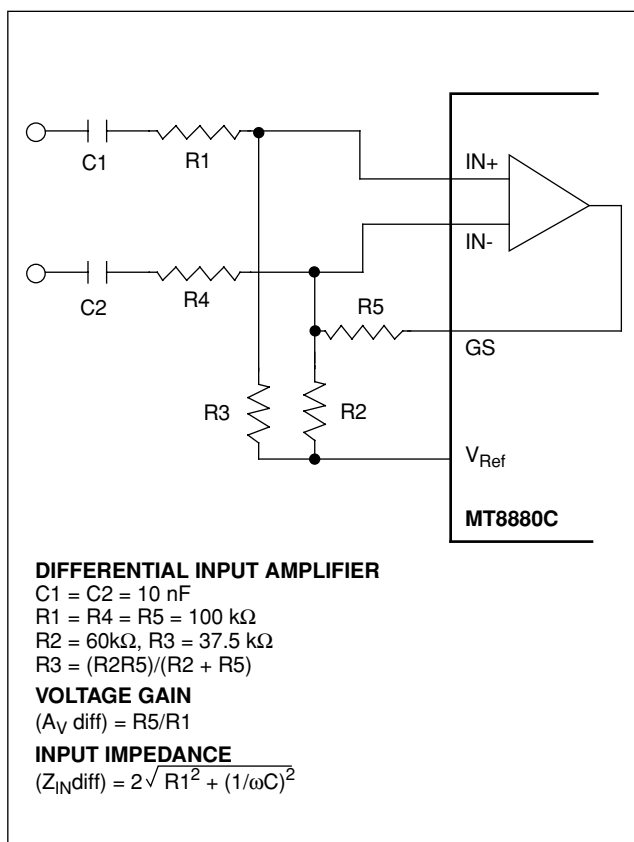 C1
R1
IN+
IN-
C2
R4
R5
GS
R3
R2
VRef
MT8880C
DIFFERENTIAL INPUT AMPLIFIER
C1 = C2 = 10 nF
R1 = R4 = R5 = 100 kΩ
R2 = 60kΩ, R3 = 37.5 kΩ
R3 = (R2R5)/(R2 + R5)
VOLTAGE GAIN
(AV diff) = R5/R1
INPUT IMPEDANCE
(ZINdiff) = 2√R1² + (1/ωC)²